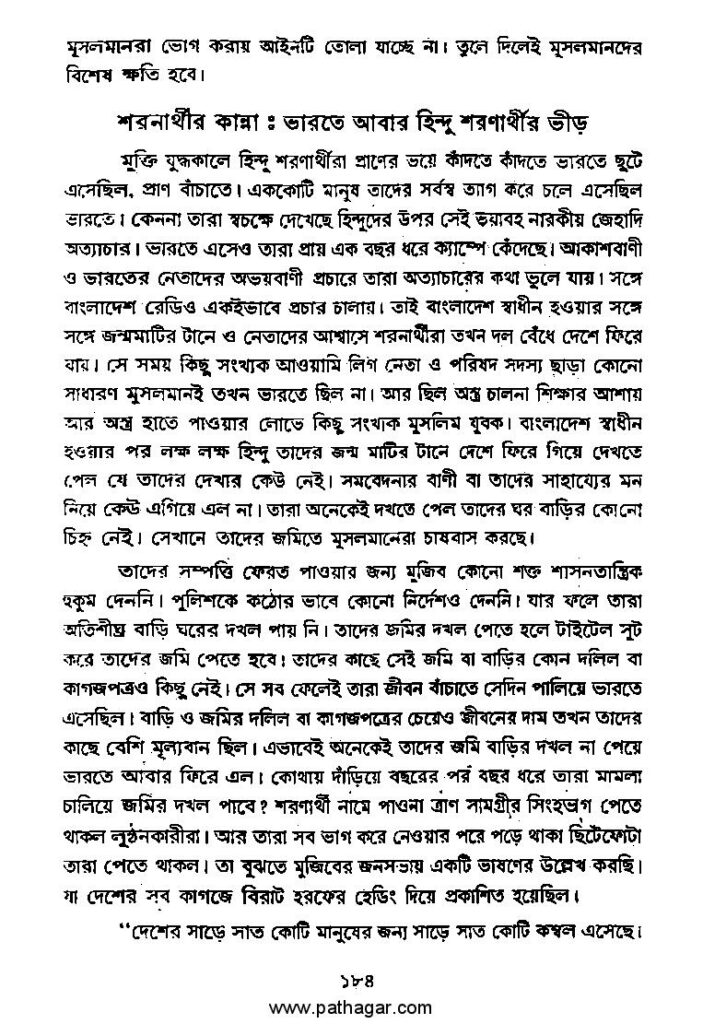 মুসলমানরা ভোগ করায় আইনটি তোলা যাচ্ছে না। তুলে দিলেই মুসলমানদের
বিশেষ ক্ষতি হবে।
শরনার্থীর কান্না ঃ ভারতে আবার হিন্দু শরণার্থীর ভীড়
মুক্তি যুদ্ধকালে হিন্দু শরণার্থীরা প্রাণের ভয়ে কাঁদতে কাঁদতে ভারতে ছুটে
এসেছিল, প্রাণ বাঁচাতে। এককোটি মানুষ তাদের সর্বস্ব ত্যাগ করে চলে এসেছিল
ভারতে। কেননা তারা স্বচক্ষে দেখেছে হিন্দুদের উপর সেই ভয়াবহ নারকীয় জেহাদি
অত্যাচার। ভারতে এসেও তারা প্রায় এক বছর ধরে ক্যাম্পে কেঁদেছে। আকাশবাণী
ও ভারতের নেতাদের অভয়বাণী প্রচারে তারা অত্যাচারের কথা ভুলে যায়। সঙ্গে
বাংলাদেশ রেডিও একইভাবে প্রচার চালায়। তাই বাংলাদেশ স্বাধীন হওয়ার সঙ্গে
সঙ্গে জন্মমাটির টানে ও নেতাদের আশ্বাসে শরনার্থীরা তখন দল বেঁধে দেশে ফিরে
যায়। সে সময় কিছু সংখ্যক আওয়ামি লিগ নেতা ও পরিষদ সদস্য ছাড়া কোনো
সাধারণ মুসলমানই তখন ভারতে ছিল না। আর ছিল অস্ত্র চালনা শিক্ষার আশায়
আর অস্ত্র হাতে পাওয়ার লোভে কিছু সংখ্যক মুসলিম যুবক। বাংলাদেশ স্বাধীন
হওয়ার পর লক্ষ লক্ষ হিন্দু তাদের জন্ম মাটির টানে দেশে ফিরে গিয়ে দেখতে
পেল যে তাদের দেখার কেউ নেই। সমবেদনার বাণী বা তাদের সাহায্যের মন
নিয়ে কেউ এগিয়ে এল না। তারা অনেকেই দখতে পেল তাদের ঘর বাড়ির কোনো
চিহ্ন নেই। সেখানে তাদের জমিতে মুসলমানেরা চাষবাস করছে।
তাদের সম্পত্তি ফেরত পাওয়ার জন্য মুজিব কোনো শক্ত শাসনতান্ত্রিক
হুকুম দেননি। পুলিশকে কঠোর ভাবে কোনো নির্দেশও দেননি। যার ফলে তারা
অতিশীঘ্র বাড়ি ঘরের দখল পায় নি। তাদের জমির দখল পেতে হলে টাইটেল সুট
করে তাদের জমি পেতে হবে। তাদের কাছে সেই জমি বা বাড়ির কোন দলিল বা
কাগজপত্রও কিছু নেই। সে সব ফেলেই তারা জীবন বাঁচাতে সেদিন পালিয়ে ভারতে
এসেছিল। বাড়ি ও জমির দলিল বা কাগজপত্রের চেয়েও জীবনের দাম তখন তাদের
কাছে বেশি মূল্যবান ছিল। এভাবেই অনেকেই তাদের জমি বাড়ির দখল না পেয়ে
ভারতে আবার ফিরে এল। কোথায় দাঁড়িয়ে বছরের পর বছর ধরে তারা মামলা
চালিয়ে জমির দখল পাবে? শরণার্থী নামে পাওনা ত্রাণ সামগ্রীর সিংহভাগ পেতে
থাকল লুণ্ঠনকারীরা। আর তারা সব ভাগ করে নেওয়ার পরে পড়ে থাকা ছিটেফোটা
তারা পেতে থাকল। তা বুঝতে মুজিবের জনসভায় একটি ভাষণের উল্লেখ করছি।
যা দেশের সব কাগজে বিরাট হরফের হেডিং দিয়ে প্রকাশিত হয়েছিল।
“দেশের সাড়ে সাত কোটি মানুষের জন্য সাড়ে সাত কোটি কম্বল এসেছে।
১৮৪
www.pathagar.com